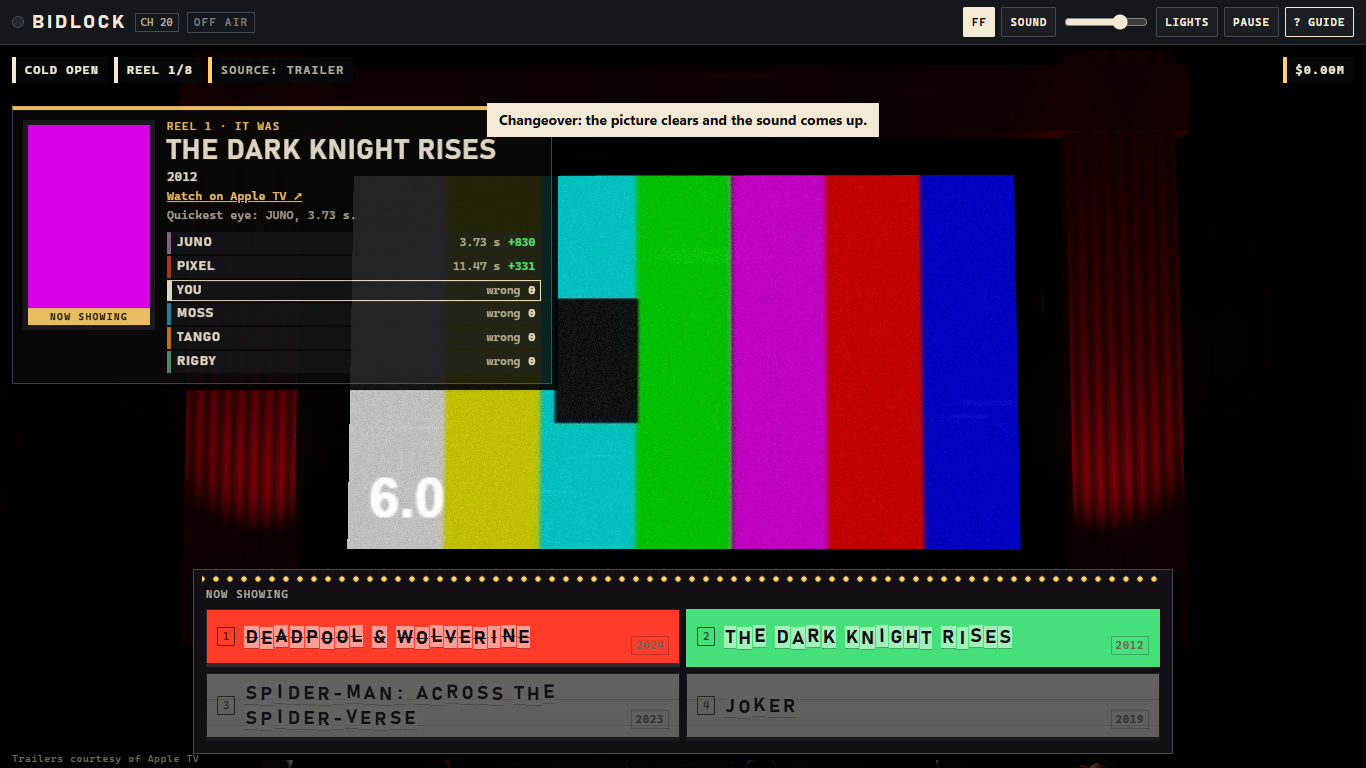 BIDLOCK CH 20 OFF AIR FF SOUND LIGHTS PAUSE ? GUIDE
COLD OPEN REEL 1/8 SOURCE: TRAILER $0.00M
Changeover: the picture clears and the sound comes up.
REEL 1 · IT WAS
THE DARK KNIGHT RISES
2012
Watch on Apple TV ↗
Quickest eye: JUNO, 3.73 s.
JUNO 3.73 s +830
PIXEL 11.47 s +331
YOU wrong 0
MOSS wrong 0
TANGO wrong 0
RIGBY wrong 0
NOW SHOWING
6.0
NOW SHOWING
1 DEADPOOL & WOLVERINE 2024
2 THE DARK KNIGHT RISES 2012
3 SPIDER-MAN: ACROSS THE
SPIDER-VERSE 2023
4 JOKER 2019
Trailers courtesy of Apple TV